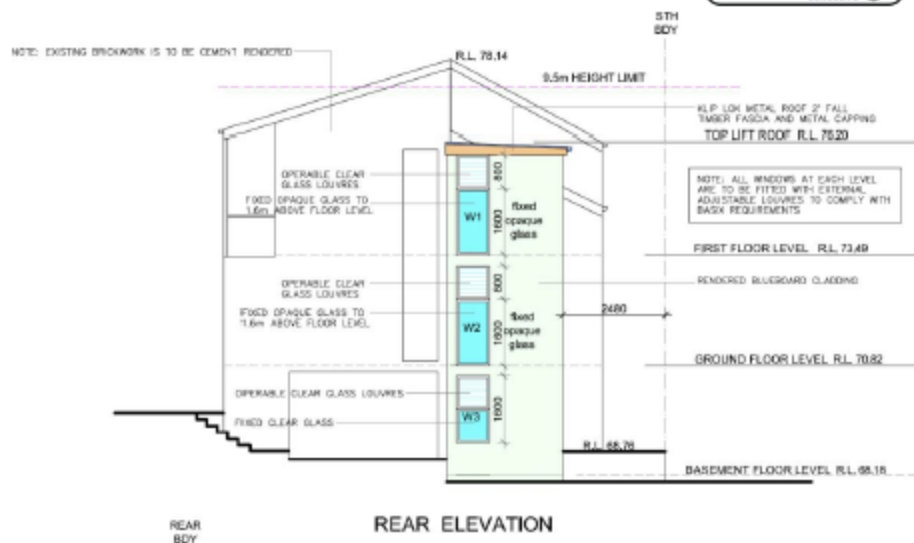 STH
BDY
NOTE: EXISTING BRICKWORK IS TO BE CEMENT RENDERED
R.L. 78.14
9.5m HEIGHT LIMIT
KLIP LOK METAL ROOF 2° FALL
TIMBER FASCIA AND METAL CAPPING
TOP LIFT ROOF R.L. 76.20
OPERABLE CLEAR
GLASS LOUVRES
800
FIXED OPAQUE GLASS TO
1.6m ABOVE FLOOR LEVEL
W1
1600
fixed
opaque
glass
NOTE: ALL WINDOWS AT EACH LEVEL
ARE TO BE FITTED WITH EXTERNAL
ADJUSTABLE LOUVRES TO COMPLY WITH
BASIX REQUIREMENTS
FIRST FLOOR LEVEL R.L. 73.49
OPERABLE CLEAR
GLASS LOUVRES
800
RENDERED BLUEBOARD CLADDING
FIXED OPAQUE GLASS TO
1.6m ABOVE FLOOR LEVEL
W2
1600
fixed
opaque
glass
2480
GROUND FLOOR LEVEL R.L. 70.82
OPERABLE CLEAR GLASS LOUVRES
1600
FIXED CLEAR GLASS
W3
R.L. 68.76
BASEMENT FLOOR LEVEL R.L. 68.18
REAR
BDY
REAR ELEVATION